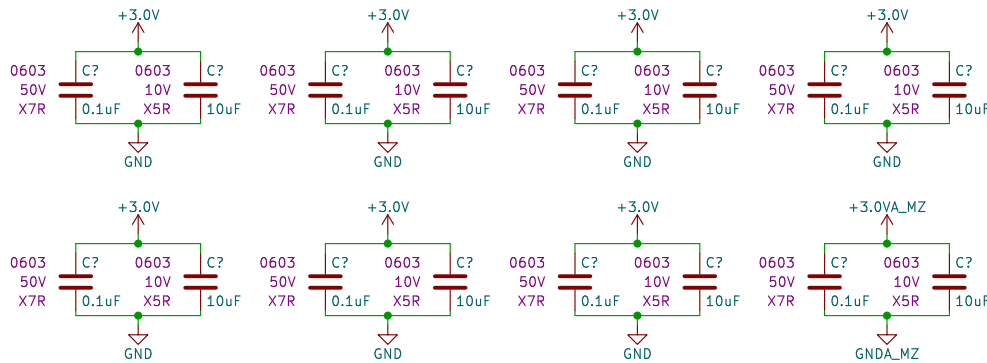 +3.0V +3.0V +3.0V +3.0V
0603 C? 0603 C? 0603 C? 0603 C? 0603 C? 0603 C? 0603 C? 0603 C?
50V 10V 50V 10V 50V 10V 50V 10V
X7R 0.1uF X5R 10uF X7R 0.1uF X5R 10uF X7R 0.1uF X5R 10uF X7R 0.1uF X5R 10uF
GND GND GND GND
+3.0V +3.0V +3.0V +3.0VA_MZ
0603 C? 0603 C? 0603 C? 0603 C? 0603 C? 0603 C? 0603 C? 0603 C?
50V 10V 50V 10V 50V 10V 50V 10V
X7R 0.1uF X5R 10uF X7R 0.1uF X5R 10uF X7R 0.1uF X5R 10uF X7R 0.1uF X5R 10uF
GND GND GND GNDA_MZ